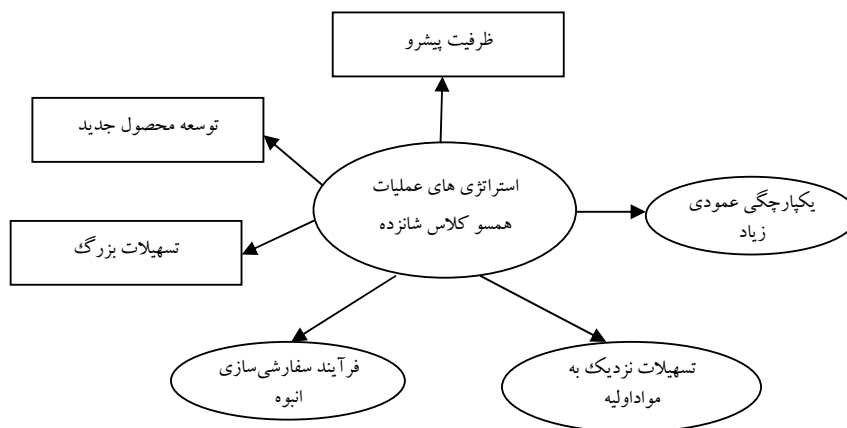 ظرفیت پیشرو
توسعه محصول جدید
استراتژی های عملیات
همسو کلاس شانزده
یکپارچگی عمودی
زیاد
تسهیلات بزرگ
فرآیند سفارشی‌سازی
انبوه
تسهیلات نزدیک به
مواداولیه